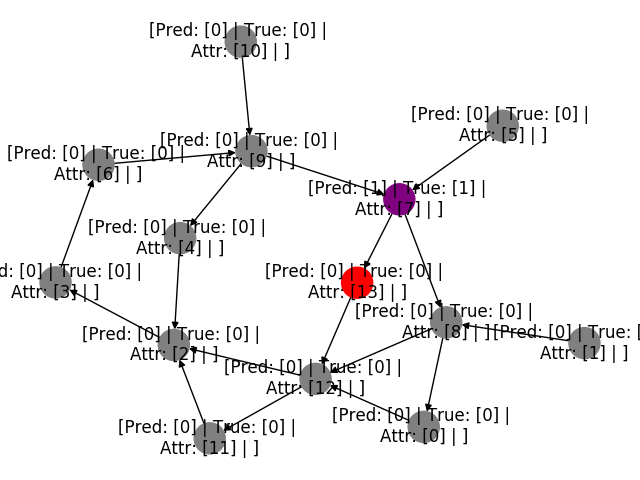 [Pred: [0] | True: [0] |
Attr: [10] | ]
[Pred: [0] | True: [0] |
Attr: [5] | ]
[Pred: [0] | True: [0] |
Attr: [9] | ]
[Pred: [0] | True: [0] |
Attr: [6] | ]
[Pred: [1] | True: [1] |
Attr: [7] | ]
[Pred: [0] | True: [0] |
Attr: [4] | ]
d: [0] | True: [0] |
Attr: [3] | ]
[Pred: [0] | True: [0] |
Attr: [13] | ]
[Pred: [0] | True: [0] |
Attr: [8] | ]
[Pred: [0] | True: [
Attr: [1] | ]
[Pred: [0] | True: [0] |
Attr: [2] | ]
[Pred: [0] | True: [0] |
Attr: [12] | ]
[Pred: [0] | True: [0] |
Attr: [0] | ]
[Pred: [0] | True: [0] |
Attr: [11] | ]